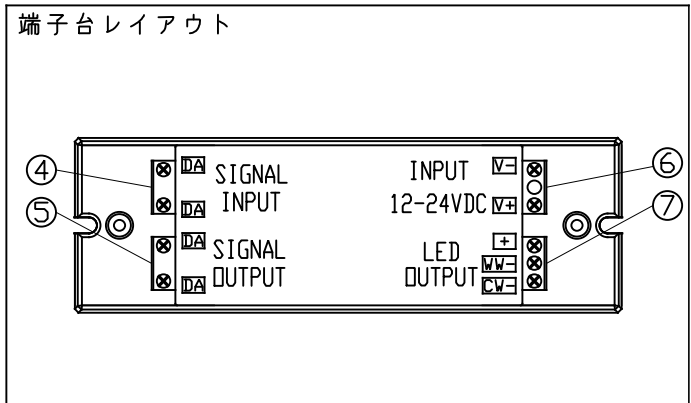 端子台レイアウト
④
⑤
DA
SIGNAL
INPUT
DA
DA
SIGNAL
OUTPUT
DA
INPUT
V-
12-24VDC
V+
LED
OUTPUT
+
WW-
CW-
⑥
⑦